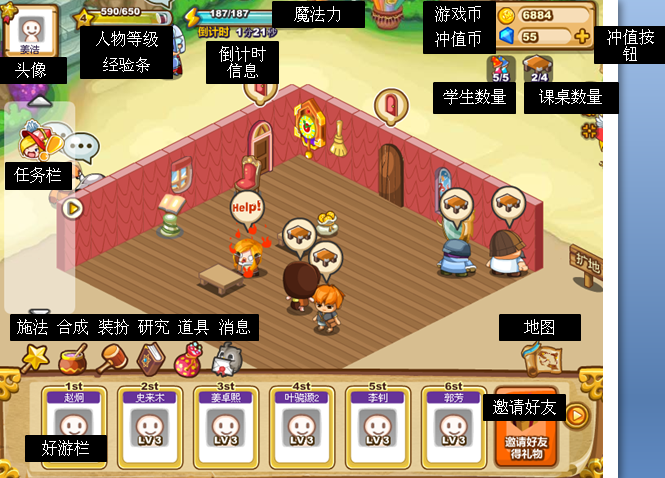 590/650
187/187
魔法力
游戏币
6884
姜浩
人物等级
倒计时 1分21秒
冲值币
55
冲值按
钮
头像
经验条
倒计时
信息
5/5
2/4
学生数量
课桌数量
任务栏
Help!
扩地
施法 合成 装扮 研究 道具 消息
地图
1st
2st
3st
4st
5st
6st
赵炯
史来木
姜卓熙
李钊
郭芳
邀请好友
LV 3
LV 3
LV 3
LV 3
LV 3
好游栏
邀请好友
得礼物